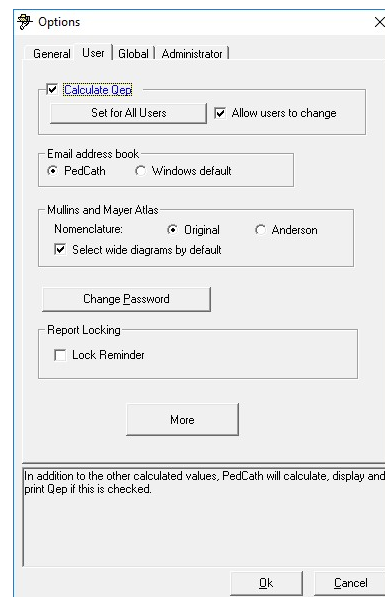 Options
General User Global Administrator
Calculate Qep
Set for All Users Allow users to change
Email address book
PedCath Windows default
Mullins and Mayer Atlas
Nomenclature: Original Anderson
Select wide diagrams by default
Change Password
Report Locking
Lock Reminder
More
In addition to the other calculated values, PedCath will calculate, display and
print Qep if this is checked.
Ok Cancel